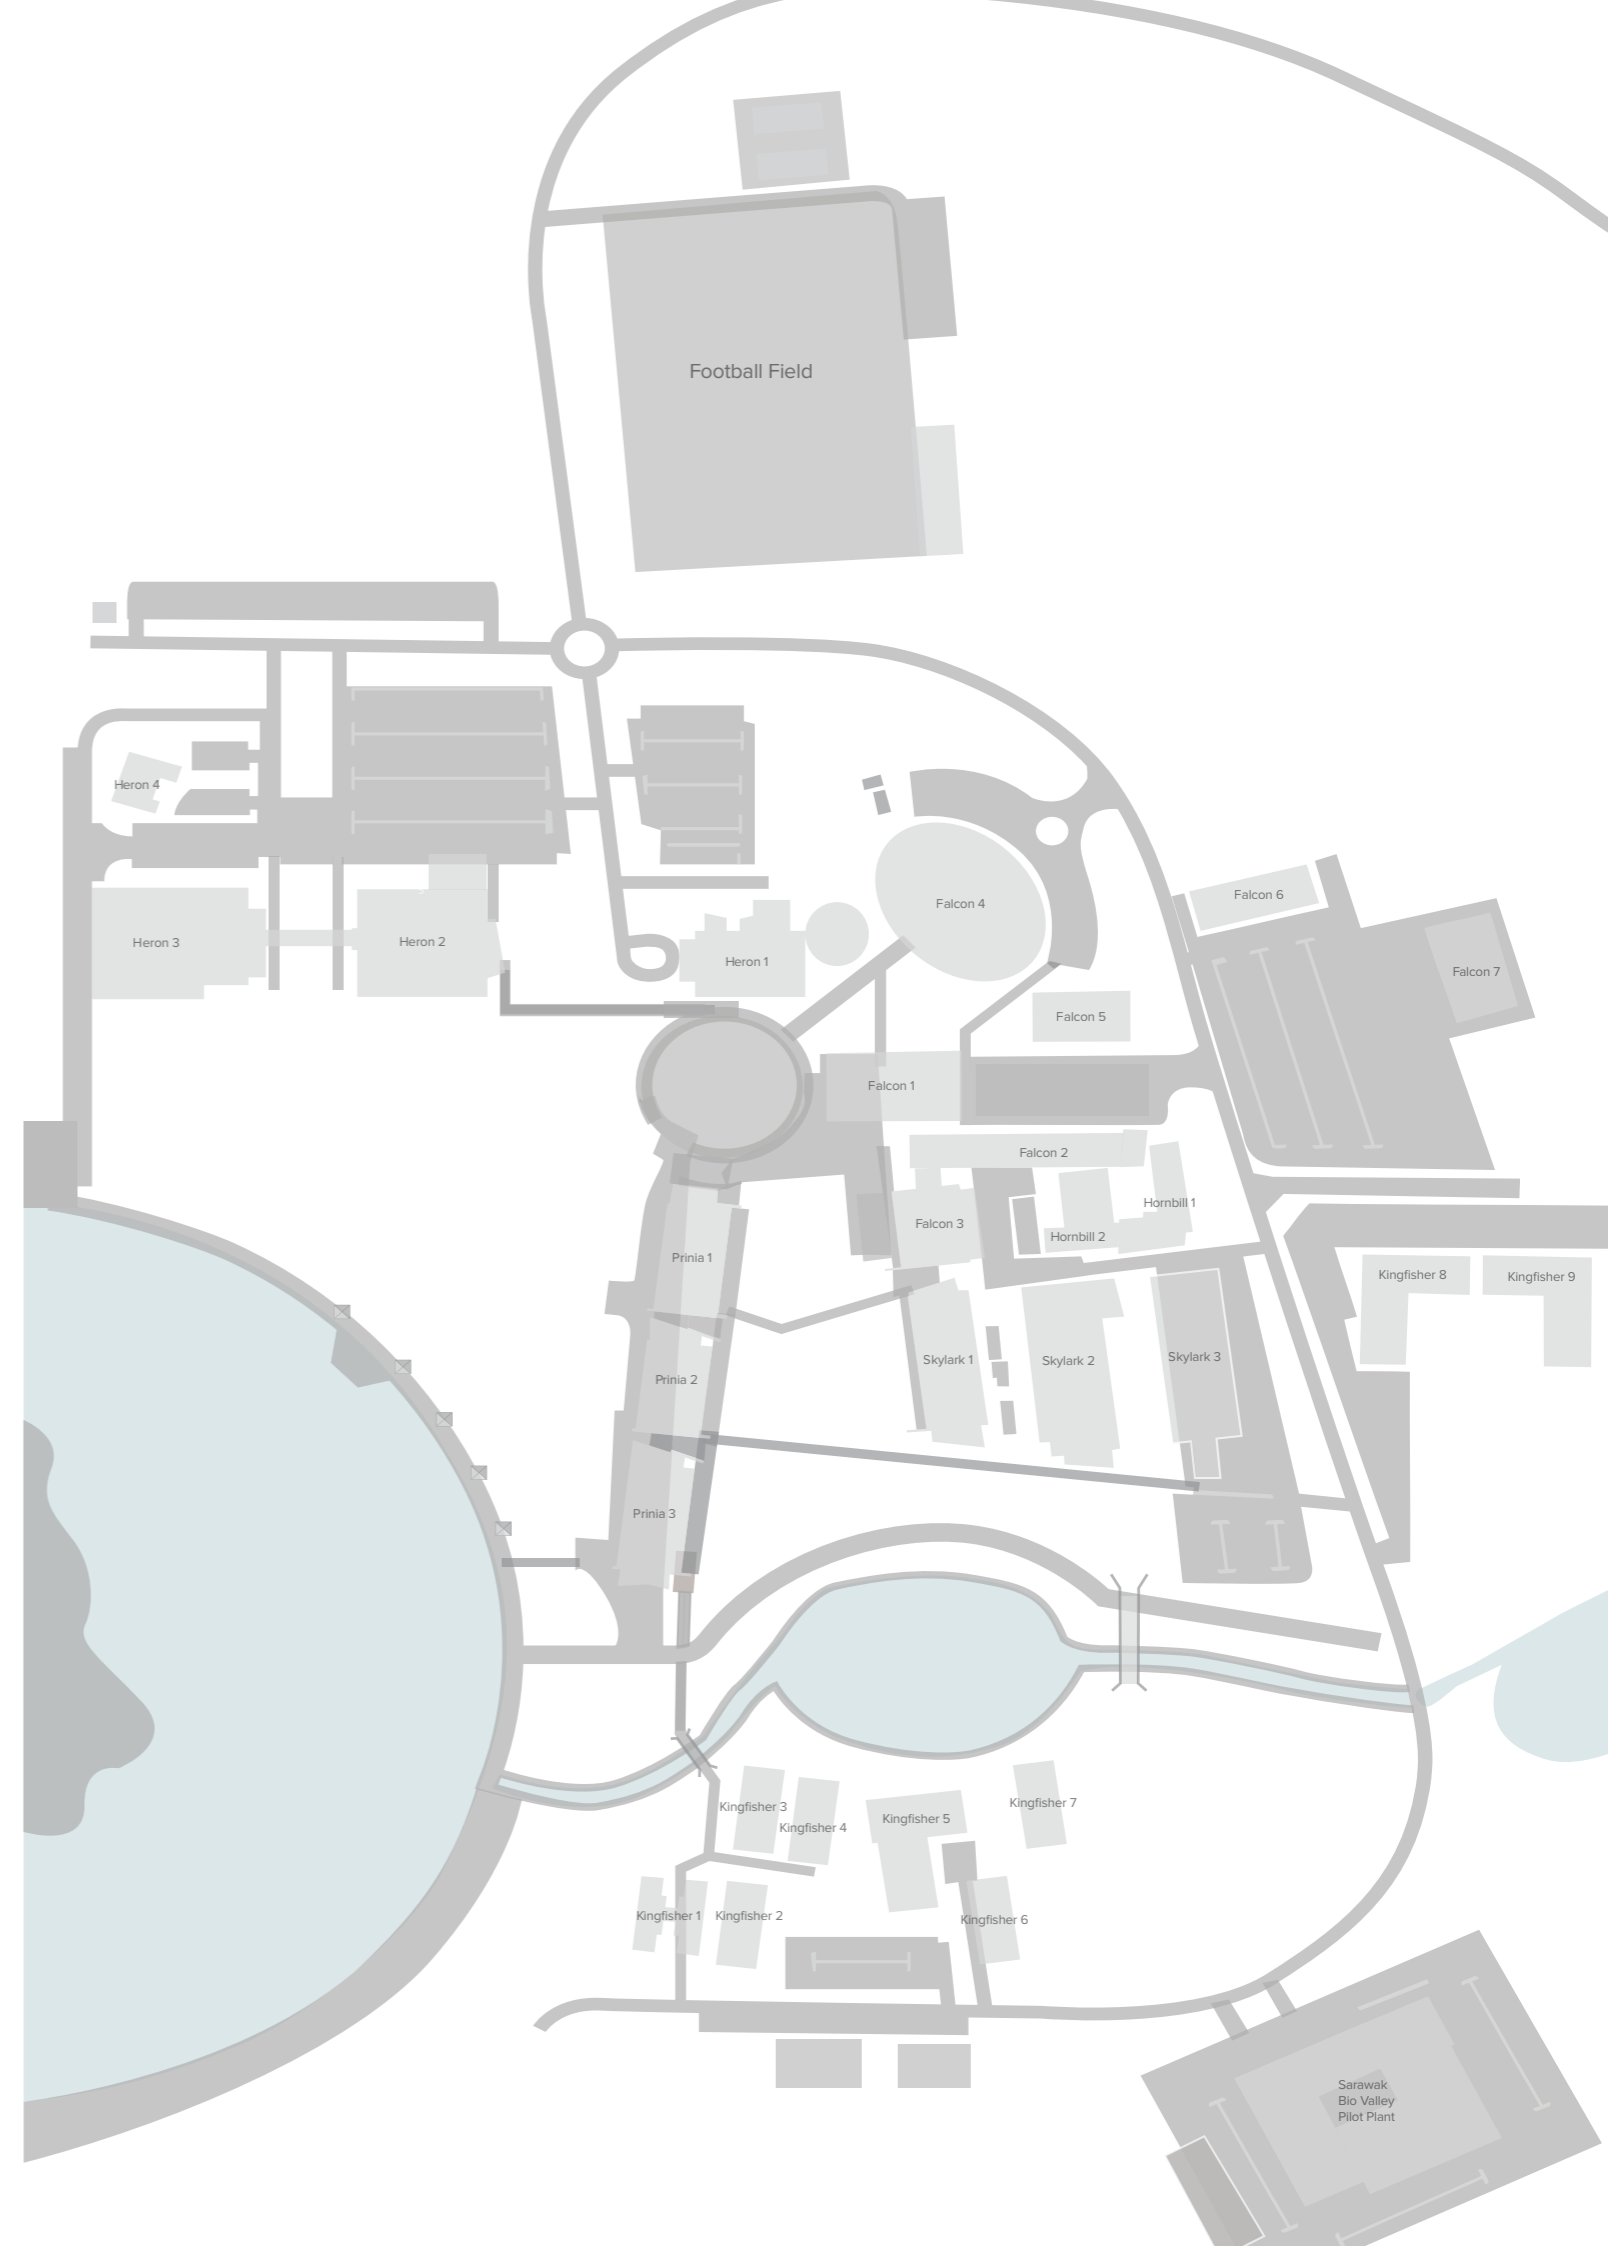 Football Field
Heron 4
Falcon 6
Falcon 4
Heron 3
Heron 2
Heron 1
Falcon 7
Falcon 5
Falcon 1
Falcon 2
Hornbill 1
Falcon 3
Hornbill 2
Prinia 1
Kingfisher 8
Kingfisher 9
Skylark 1
Skylark 2
Skylark 3
Prinia 2
Prinia 3
Kingfisher 3
Kingfisher 4
Kingfisher 5
Kingfisher 7
Kingfisher 1
Kingfisher 2
Kingfisher 6
Sarawak
Bio Valley
Pilot Plant